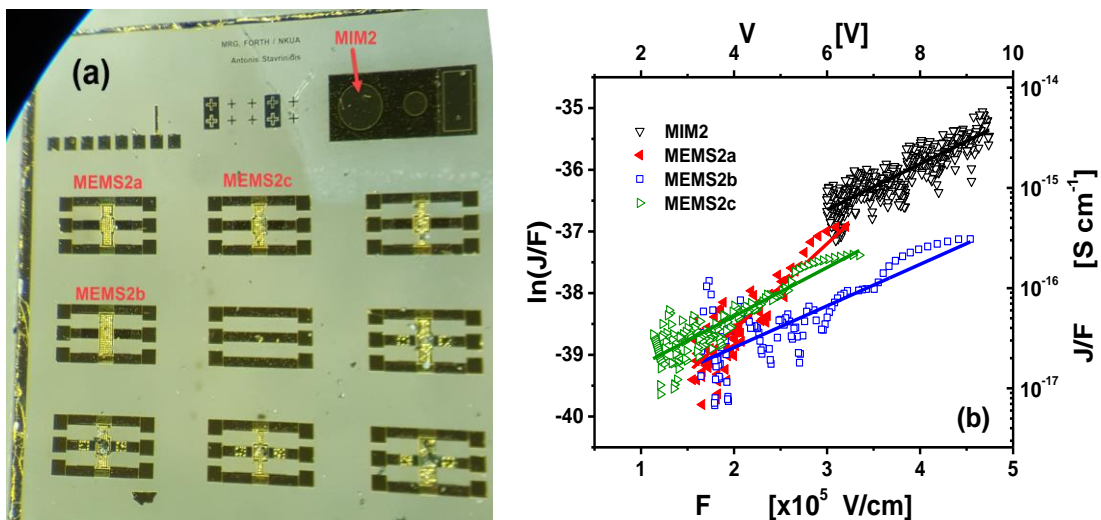 (a)
MRG, FORTH / NKUA
Antonis Stavrinidis
MIM2
MEMS2a
MEMS2c
MEMS2b
V [V]
2 4 6 8 10
ln(J/F)
-35
-36
-37
-38
-39
-40
MIM2
MEMS2a
MEMS2b
MEMS2c
10⁻¹⁴
10⁻¹⁵
10⁻¹⁶
10⁻¹⁷
J/F [S cm⁻¹]
(b)
1 2 3 4 5
F [x10⁵ V/cm]